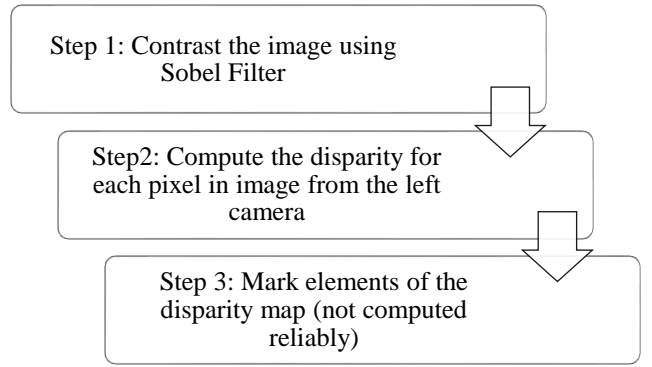 Step 1: Contrast the image using
Sobel Filter
Step2: Compute the disparity for
each pixel in image from the left
camera
Step 3: Mark elements of the
disparity map (not computed
reliably)